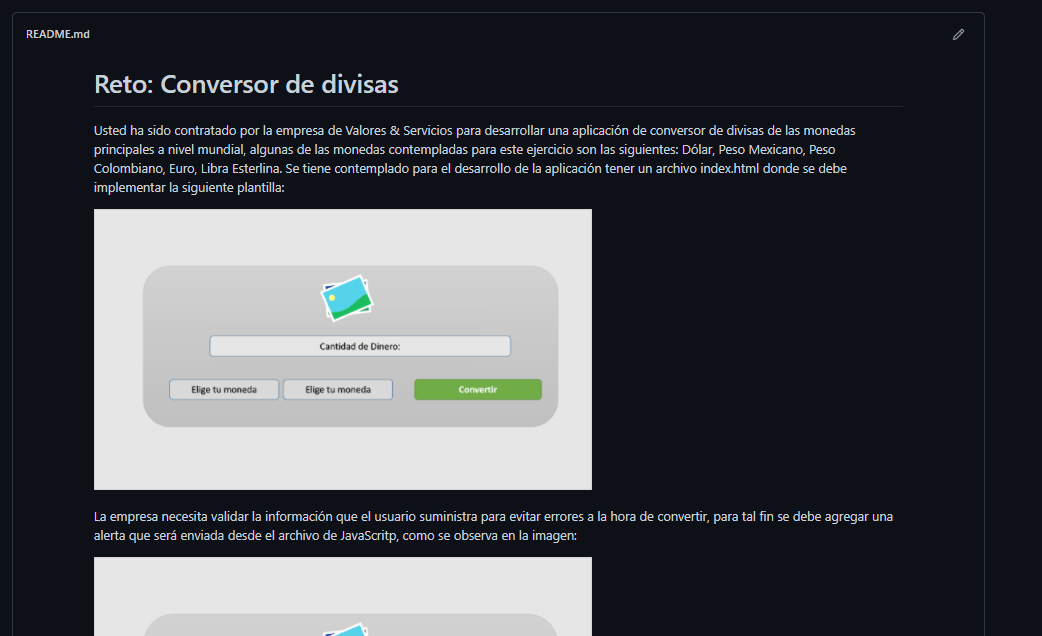 README.md
Reto: Conversor de divisas
Usted ha sido contratado por la empresa de Valores & Servicios para desarrollar una aplicación de conversor de divisas de las monedas
principales a nivel mundial, algunas de las monedas contempladas para este ejercicio son las siguientes: Dólar, Peso Mexicano, Peso
Colombiano, Euro, Libra Esterlina. Se tiene contemplado para el desarrollo de la aplicación tener un archivo index.html donde se debe
implementar la siguiente plantilla:
Cantidad de Dinero:
Elige tu moneda Elige tu moneda Convertir
La empresa necesita validar la información que el usuario suministra para evitar errores a la hora de convertir, para tal fin se debe agregar una
alerta que será enviada desde el archivo de JavaScritp, como se observa en la imagen: